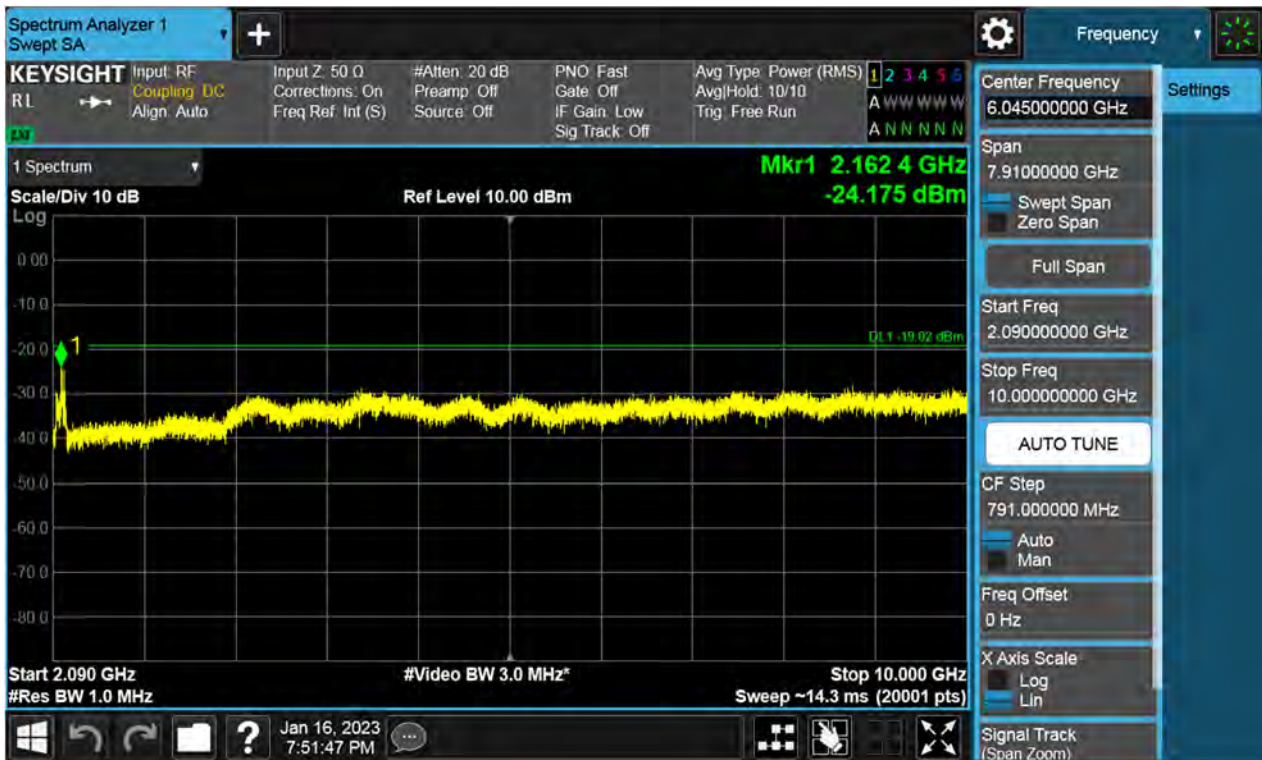 Spectrum Analyzer 1
Swept SA
+
Frequency
KEYSIGHT
RL
Input: RF
Coupling: DC
Align: Auto
Input Z: 50 Ω
Corrections: On
Freq Ref: Int (S)
#Atten: 20 dB
Preamp: Off
Source: Off
PNO: Fast
Gate: Off
IF Gain: Low
Sig Track: Off
Avg Type: Power (RMS)
Avg|Hold: 10/10
Trig: Free Run
1 2 3 4 5 6
A W W W W W
A N N N N N
1 Spectrum
Mkr1 2.162 4 GHz
-24.175 dBm
Scale/Div 10 dB
Ref Level 10.00 dBm
Log
0.00
-10.0
-20.0
-30.0
-40.0
-50.0
-60.0
-70.0
-80.0
1
DL1 -19.02 dBm
Start 2.090 GHz
#Video BW 3.0 MHz*
Stop 10.000 GHz
#Res BW 1.0 MHz
Sweep ~14.3 ms (20001 pts)
Center Frequency
6.045000000 GHz
Settings
Span
7.91000000 GHz
Swept Span
Zero Span
Full Span
Start Freq
2.090000000 GHz
Stop Freq
10.000000000 GHz
AUTO TUNE
CF Step
791.000000 MHz
Auto
Man
Freq Offset
0 Hz
X Axis Scale
Log
Lin
Signal Track
(Span Zoom)
?
Jan 16, 2023
7:51:47 PM